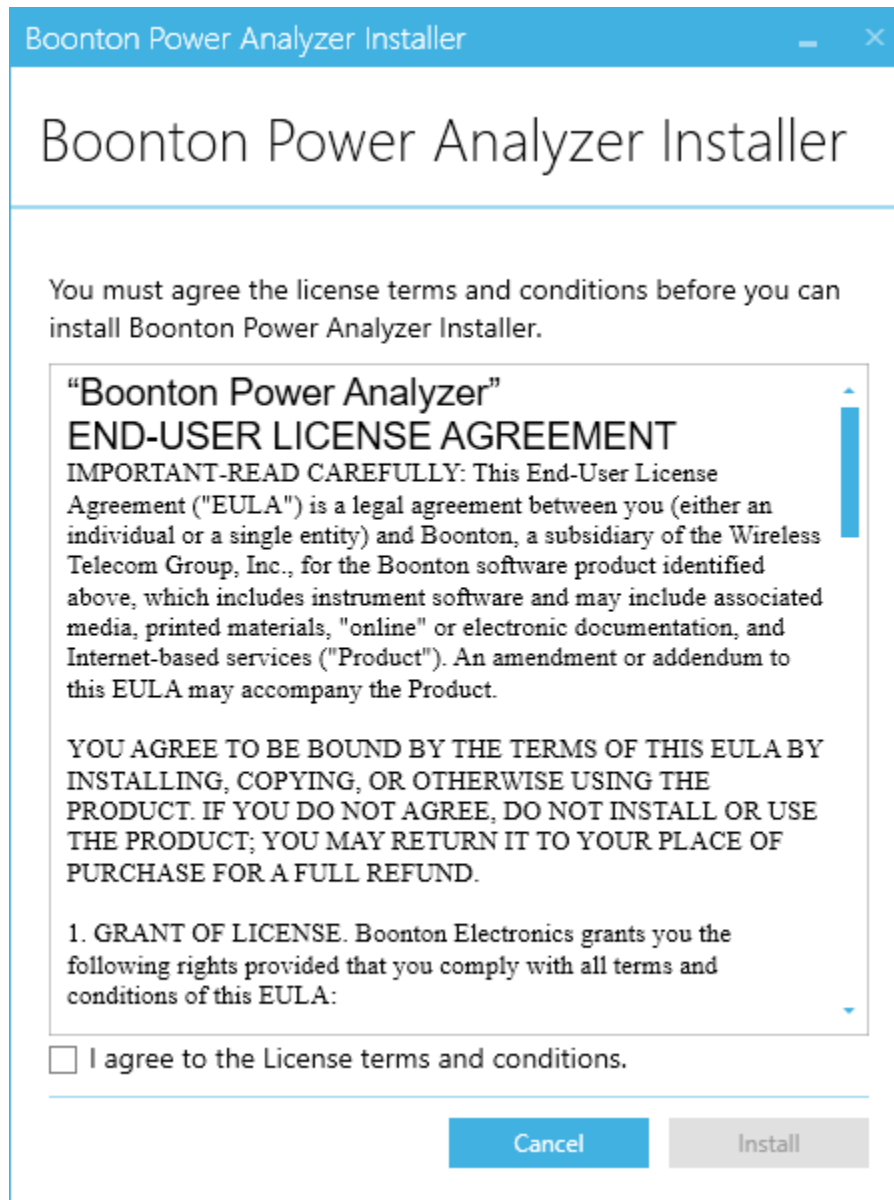 Boonton Power Analyzer Installer
Boonton Power Analyzer Installer
You must agree the license terms and conditions before you can
install Boonton Power Analyzer Installer.
“Boonton Power Analyzer”
END-USER LICENSE AGREEMENT
IMPORTANT-READ CAREFULLY: This End-User License
Agreement ("EULA") is a legal agreement between you (either an
individual or a single entity) and Boonton, a subsidiary of the Wireless
Telecom Group, Inc., for the Boonton software product identified
above, which includes instrument software and may include associated
media, printed materials, "online" or electronic documentation, and
Internet-based services ("Product"). An amendment or addendum to
this EULA may accompany the Product.
YOU AGREE TO BE BOUND BY THE TERMS OF THIS EULA BY
INSTALLING, COPYING, OR OTHERWISE USING THE
PRODUCT. IF YOU DO NOT AGREE, DO NOT INSTALL OR USE
THE PRODUCT; YOU MAY RETURN IT TO YOUR PLACE OF
PURCHASE FOR A FULL REFUND.
1. GRANT OF LICENSE. Boonton Electronics grants you the
following rights provided that you comply with all terms and
conditions of this EULA:
I agree to the License terms and conditions.
Cancel
Install